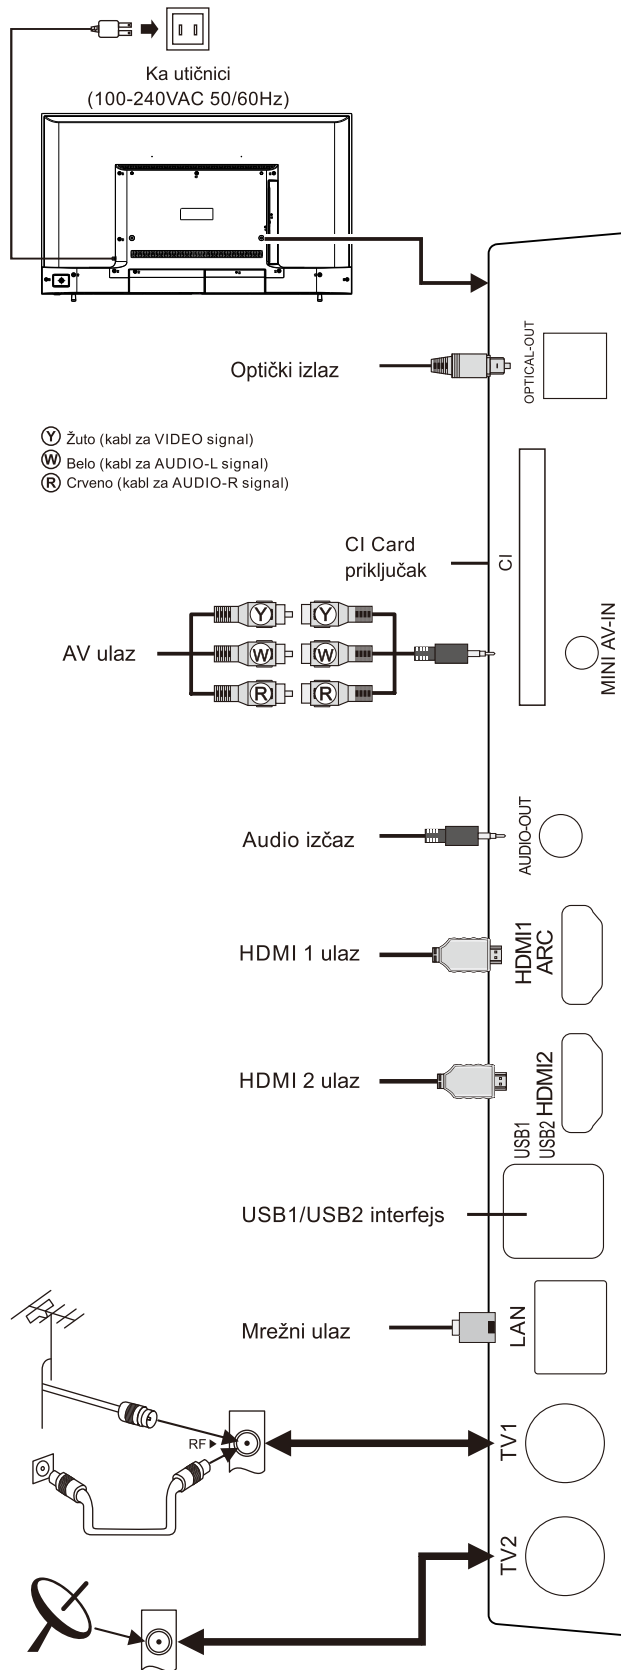 Ka utičnici
(100-240VAC 50/60Hz)
Optički izlaz
OPTICAL-OUT
Y Žuto (kabl za VIDEO signal)
W Belo (kabl za AUDIO-L signal)
R Crveno (kabl za AUDIO-R signal)
CI Card
priključak
CI
AV ulaz
Y Y
W W
R R
MINI AV-IN
Audio izčaz
AUDIO-OUT
HDMI 1 ulaz
HDMI1
ARC
HDMI 2 ulaz
HDMI2
USB1
USB2
USB1/USB2 interfejs
Mrežni ulaz
LAN
RF
TV1
TV2